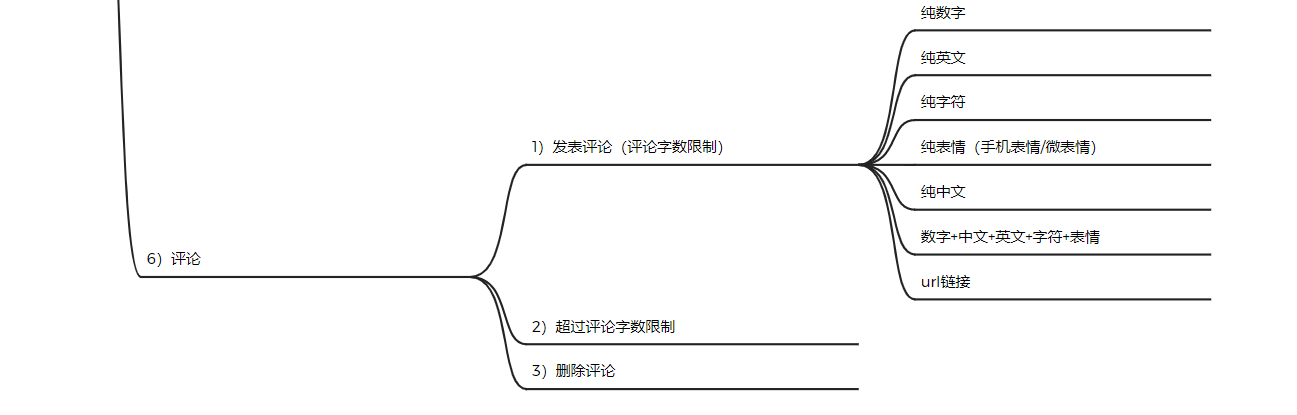 纯数字
纯英文
纯字符
1）发表评论（评论字数限制）
纯表情（手机表情/微表情）
纯中文
数字+中文+英文+字符+表情
6）评论
url链接
2）超过评论字数限制
3）删除评论